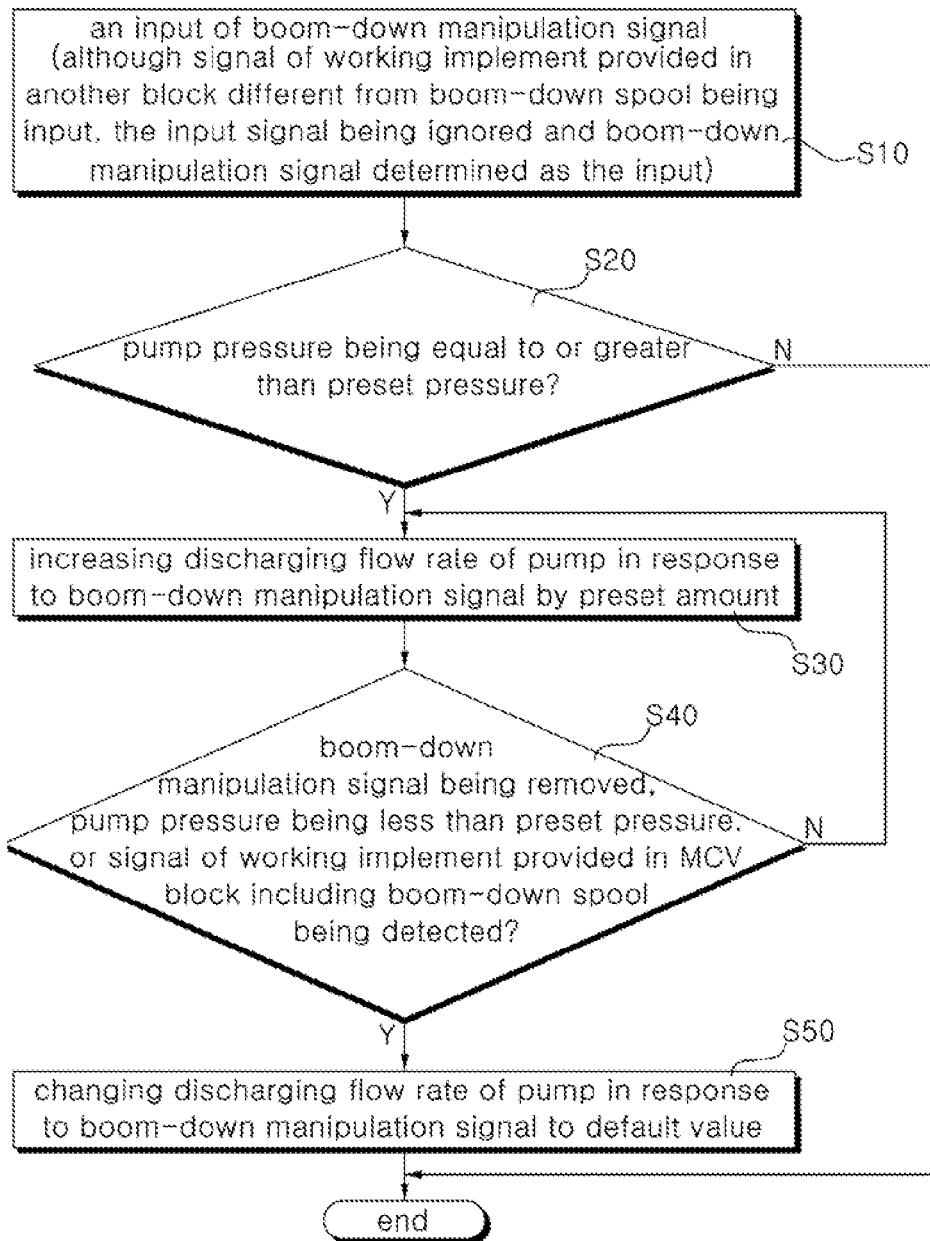 an input of boom-down manipulation signal
(although signal of working implement provided in
another block different from boom-down spool being
input, the input signal being ignored and boom-down
manipulation signal determined as the input)
S10
S20
pump pressure being equal to or greater
than preset pressure?
N
Y
increasing discharging flow rate of pump in response
to boom-down manipulation signal by preset amount
S30
S40
boom-down
manipulation signal being removed,
pump pressure being less than preset pressure,
or signal of working implement provided in MCV
block including boom-down spool
being detected?
N
Y
S50
changing discharging flow rate of pump in response
to boom-down manipulation signal to default value
end